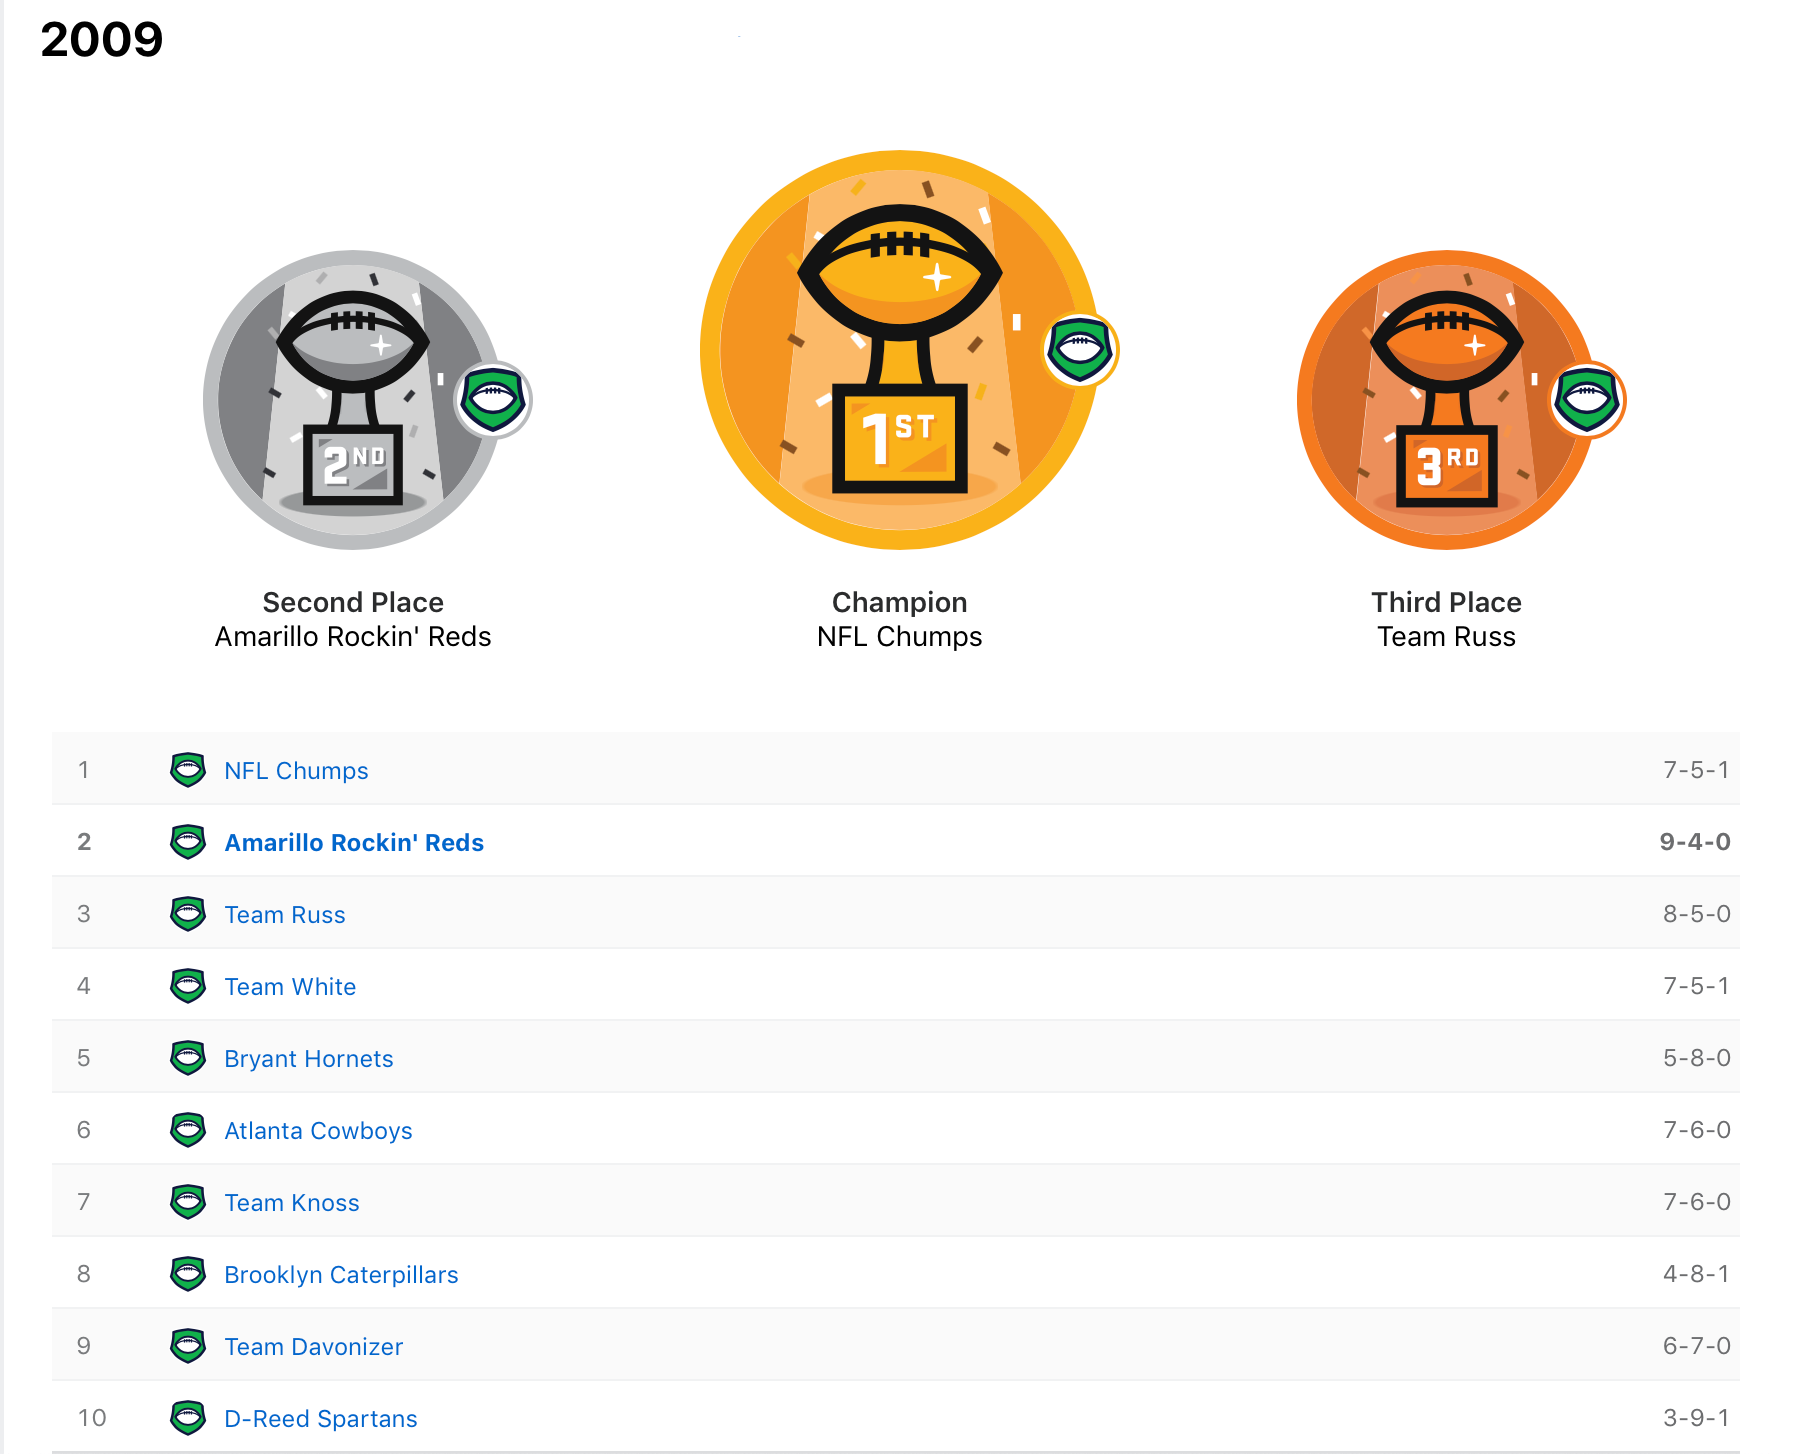 2009
2ND
1ST
3RD
Second Place
Amarillo Rockin' Reds
Champion
NFL Chumps
Third Place
Team Russ
1 NFL Chumps 7-5-1
2 Amarillo Rockin' Reds 9-4-0
3 Team Russ 8-5-0
4 Team White 7-5-1
5 Bryant Hornets 5-8-0
6 Atlanta Cowboys 7-6-0
7 Team Knoss 7-6-0
8 Brooklyn Caterpillars 4-8-1
9 Team Davonizer 6-7-0
10 D-Reed Spartans 3-9-1